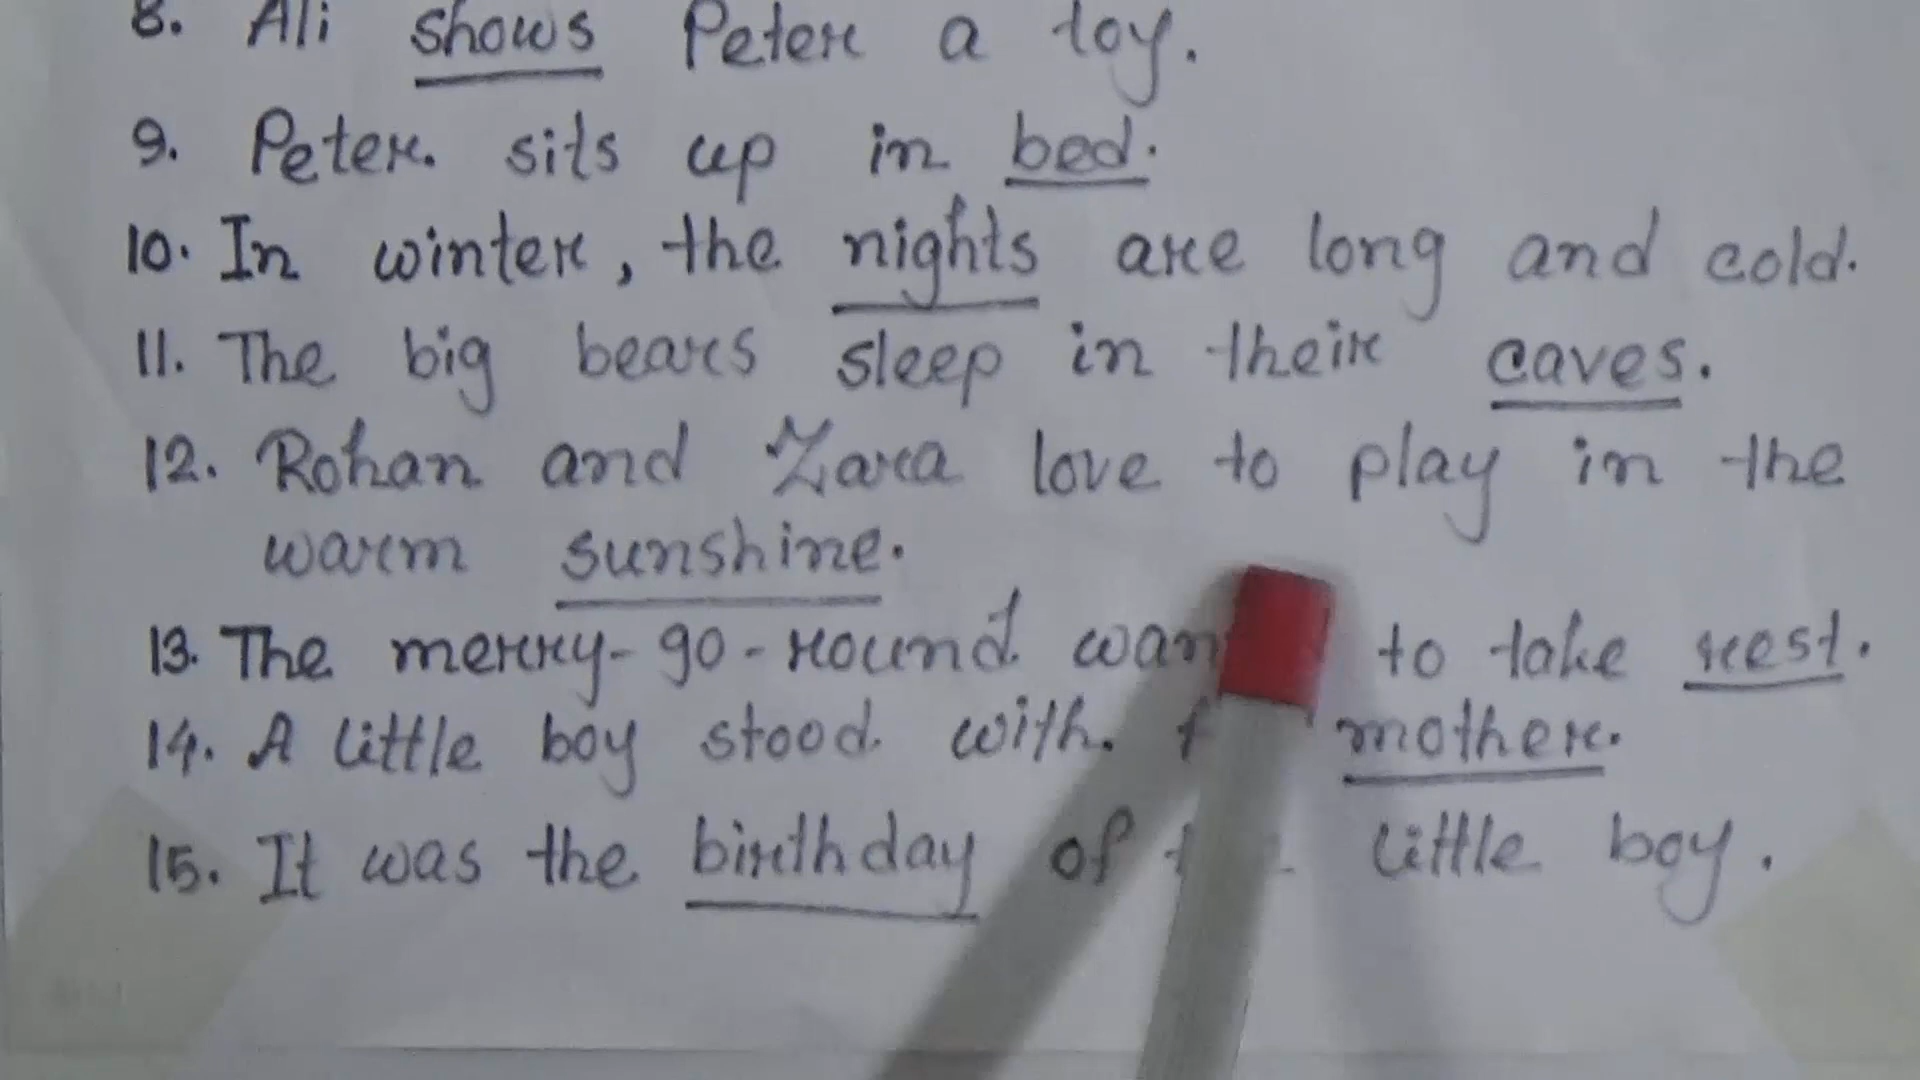 8. Ali shows Peter a toy.
9. Peter. sits up in bed.
10. In winter, the nights are long and cold.
11. The big bears sleep in their caves.
12. Rohan and Zara love to play in the
warm sunshine.
13. The merry-go-round to take rest.
14. A little boy stood with. mother.
15. It was the birthday of little boy.